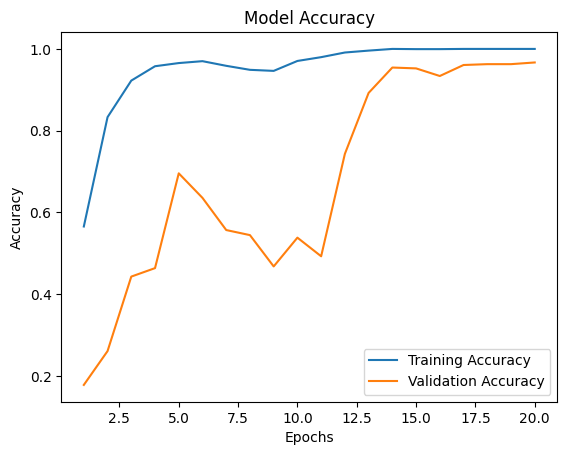 Model Accuracy
Accuracy
1.0
0.8
0.6
0.4
0.2
2.5 5.0 7.5 10.0 12.5 15.0 17.5 20.0
Epochs
Training Accuracy
Validation Accuracy